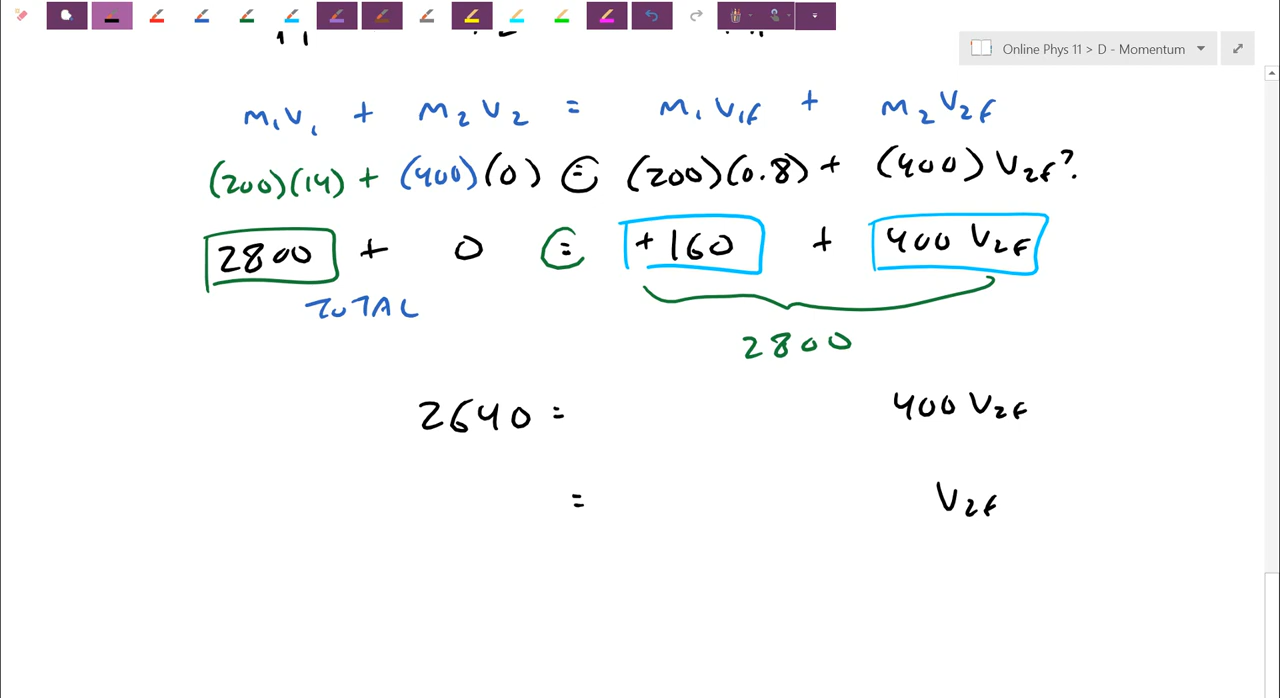 Online Phys 11 > D - Momentum
m₁v₁ + m₂v₂ = m₁v₁f + m₂v₂f
(200)(14) + (400)(0) = (200)(0.8) + (400) v₂f?
2800 + 0 = +160 + 400 v₂f
TOTAL
2800
2640 = 400 v₂f
= v₂f